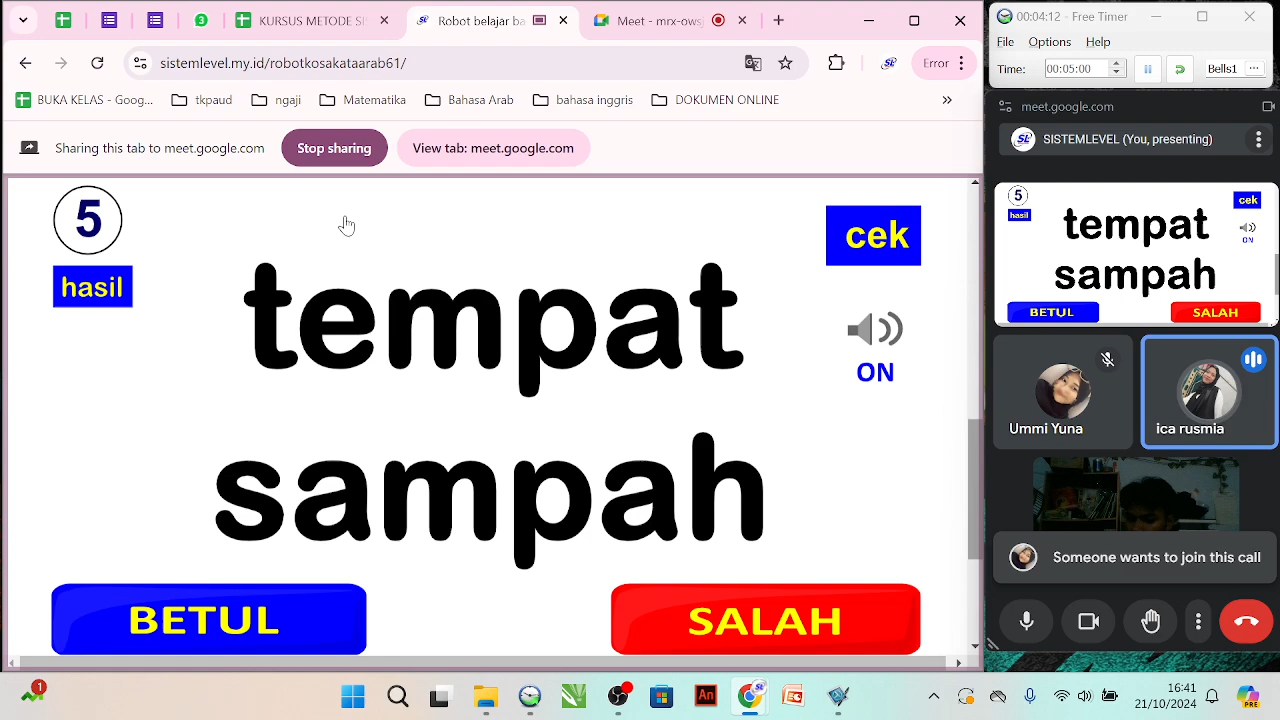 KURSUS METODE SI
Robot belajar ba
Meet - mrx-ows
00:04:12 - Free Timer
File Options Help
Time: 00:05:00 Bells1 ...
sistemlevel.my.id/robotkosakataarab61/
Error
BUKA KELAS - Goog...
tkpaud
ngaji
Matematika
Bahasa Arab
bahasa inggris
DOKUMEN ONLINE
Sharing this tab to meet.google.com
Stop sharing
View tab: meet.google.com
meet.google.com
SISTEMLEVEL (You, presenting)
5
hasil
cek
ON
tempat
sampah
BETUL
SALAH
5
hasil
cek
ON
tempat
sampah
BETUL
SALAH
Ummi Yuna
ica rusmia
Someone wants to join this call
16:41
21/10/2024